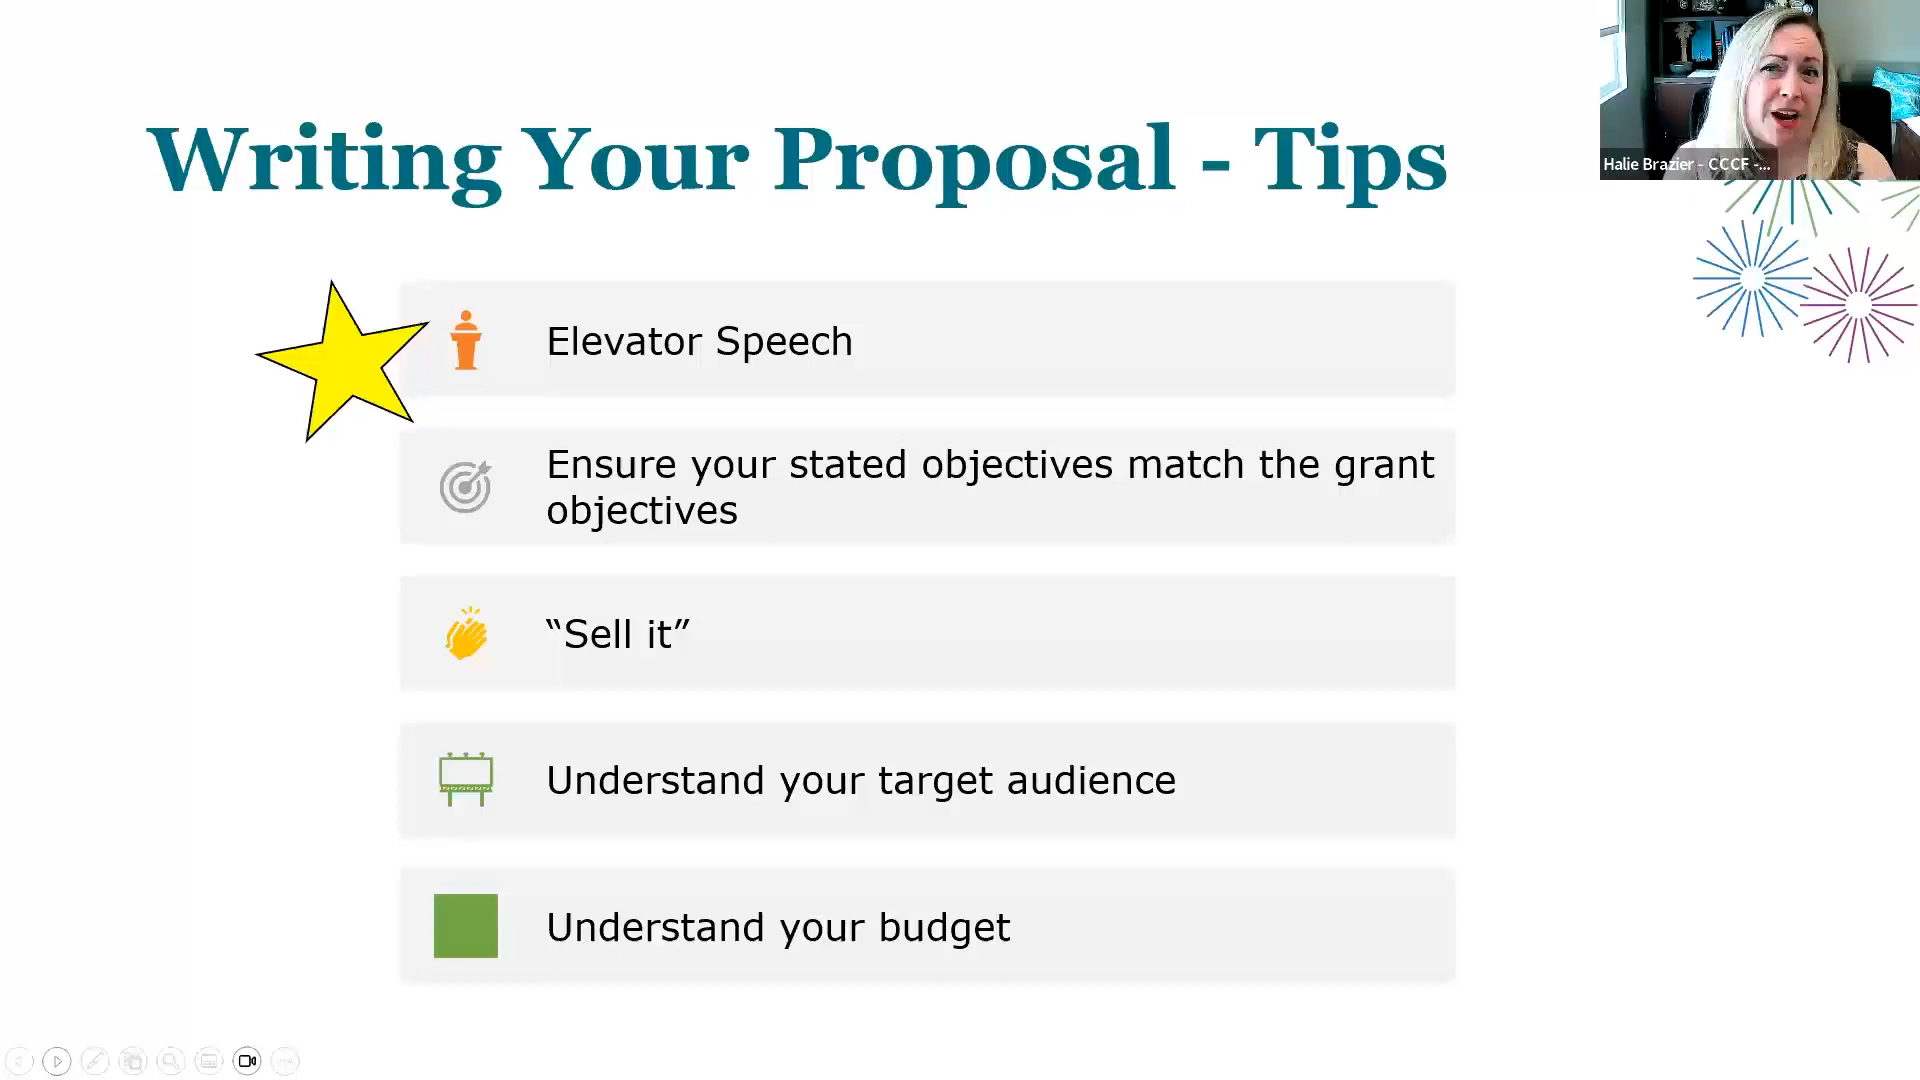 Writing Your Proposal - Tips
Halie Brazier - CCCF -...
Elevator Speech
Ensure your stated objectives match the grant
objectives
“Sell it”
Understand your target audience
Understand your budget